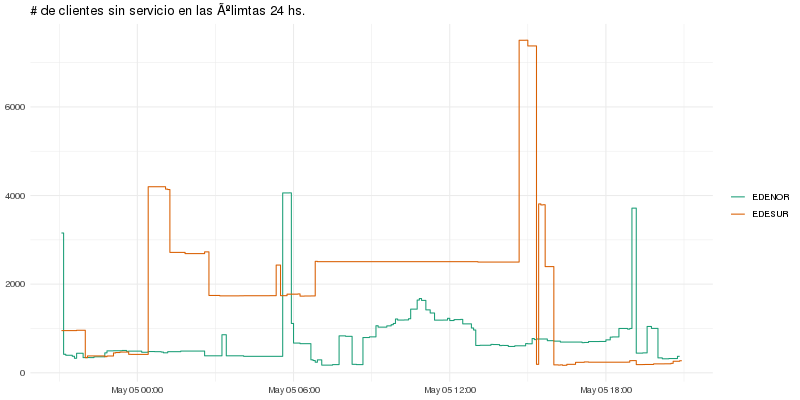 # de clientes sin servicio en las Ãºlimtas 24 hs.
6000
4000
2000
0
May 05 00:00
May 05 06:00
May 05 12:00
May 05 18:00
EDENOR
EDESUR